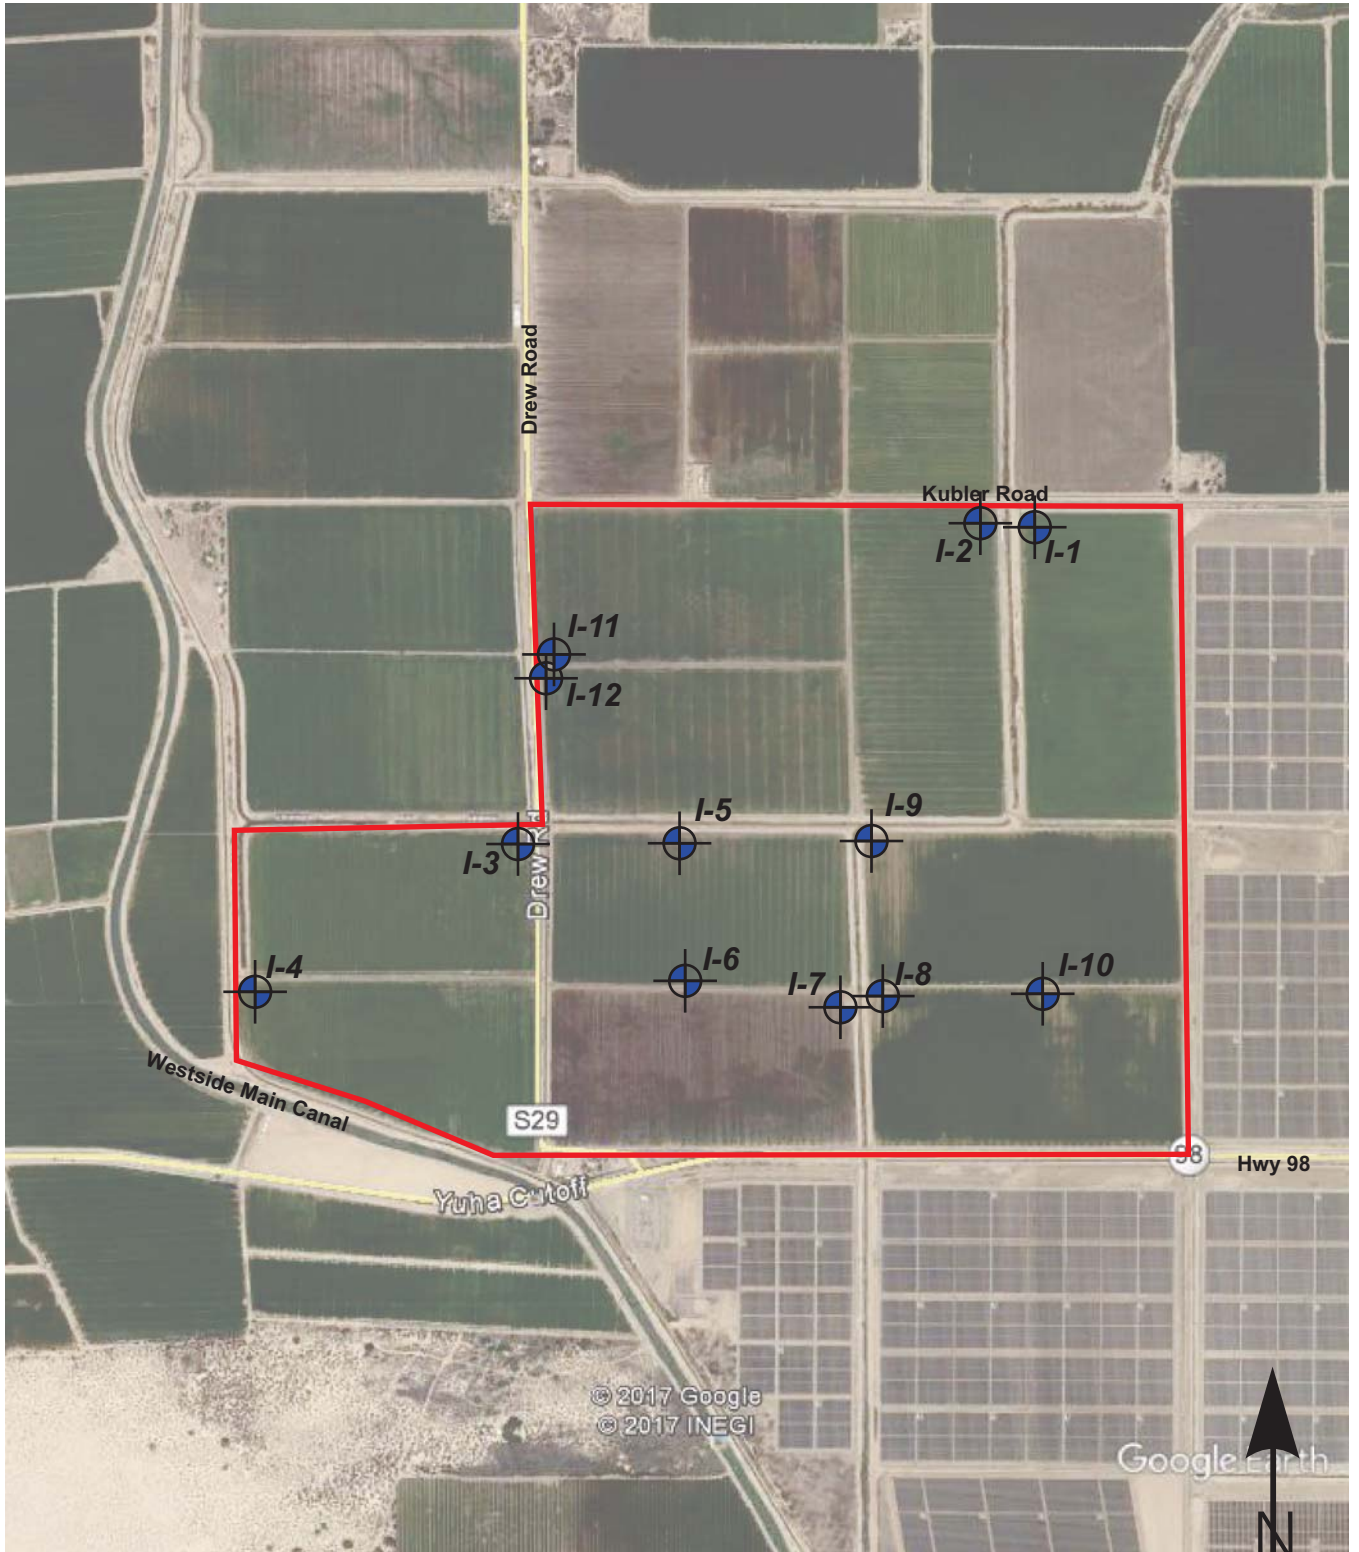 Drew Road
Kubler Road
I-2
I-1
I-11
I-12
I-5
I-9
I-3
Drew Rd
I-4
I-6
I-7
I-8
I-10
Westside Main Canal
S29
98
Hwy 98
Yuha Cutoff
© 2017 Google
© 2017 INEGI
Google Earth
N